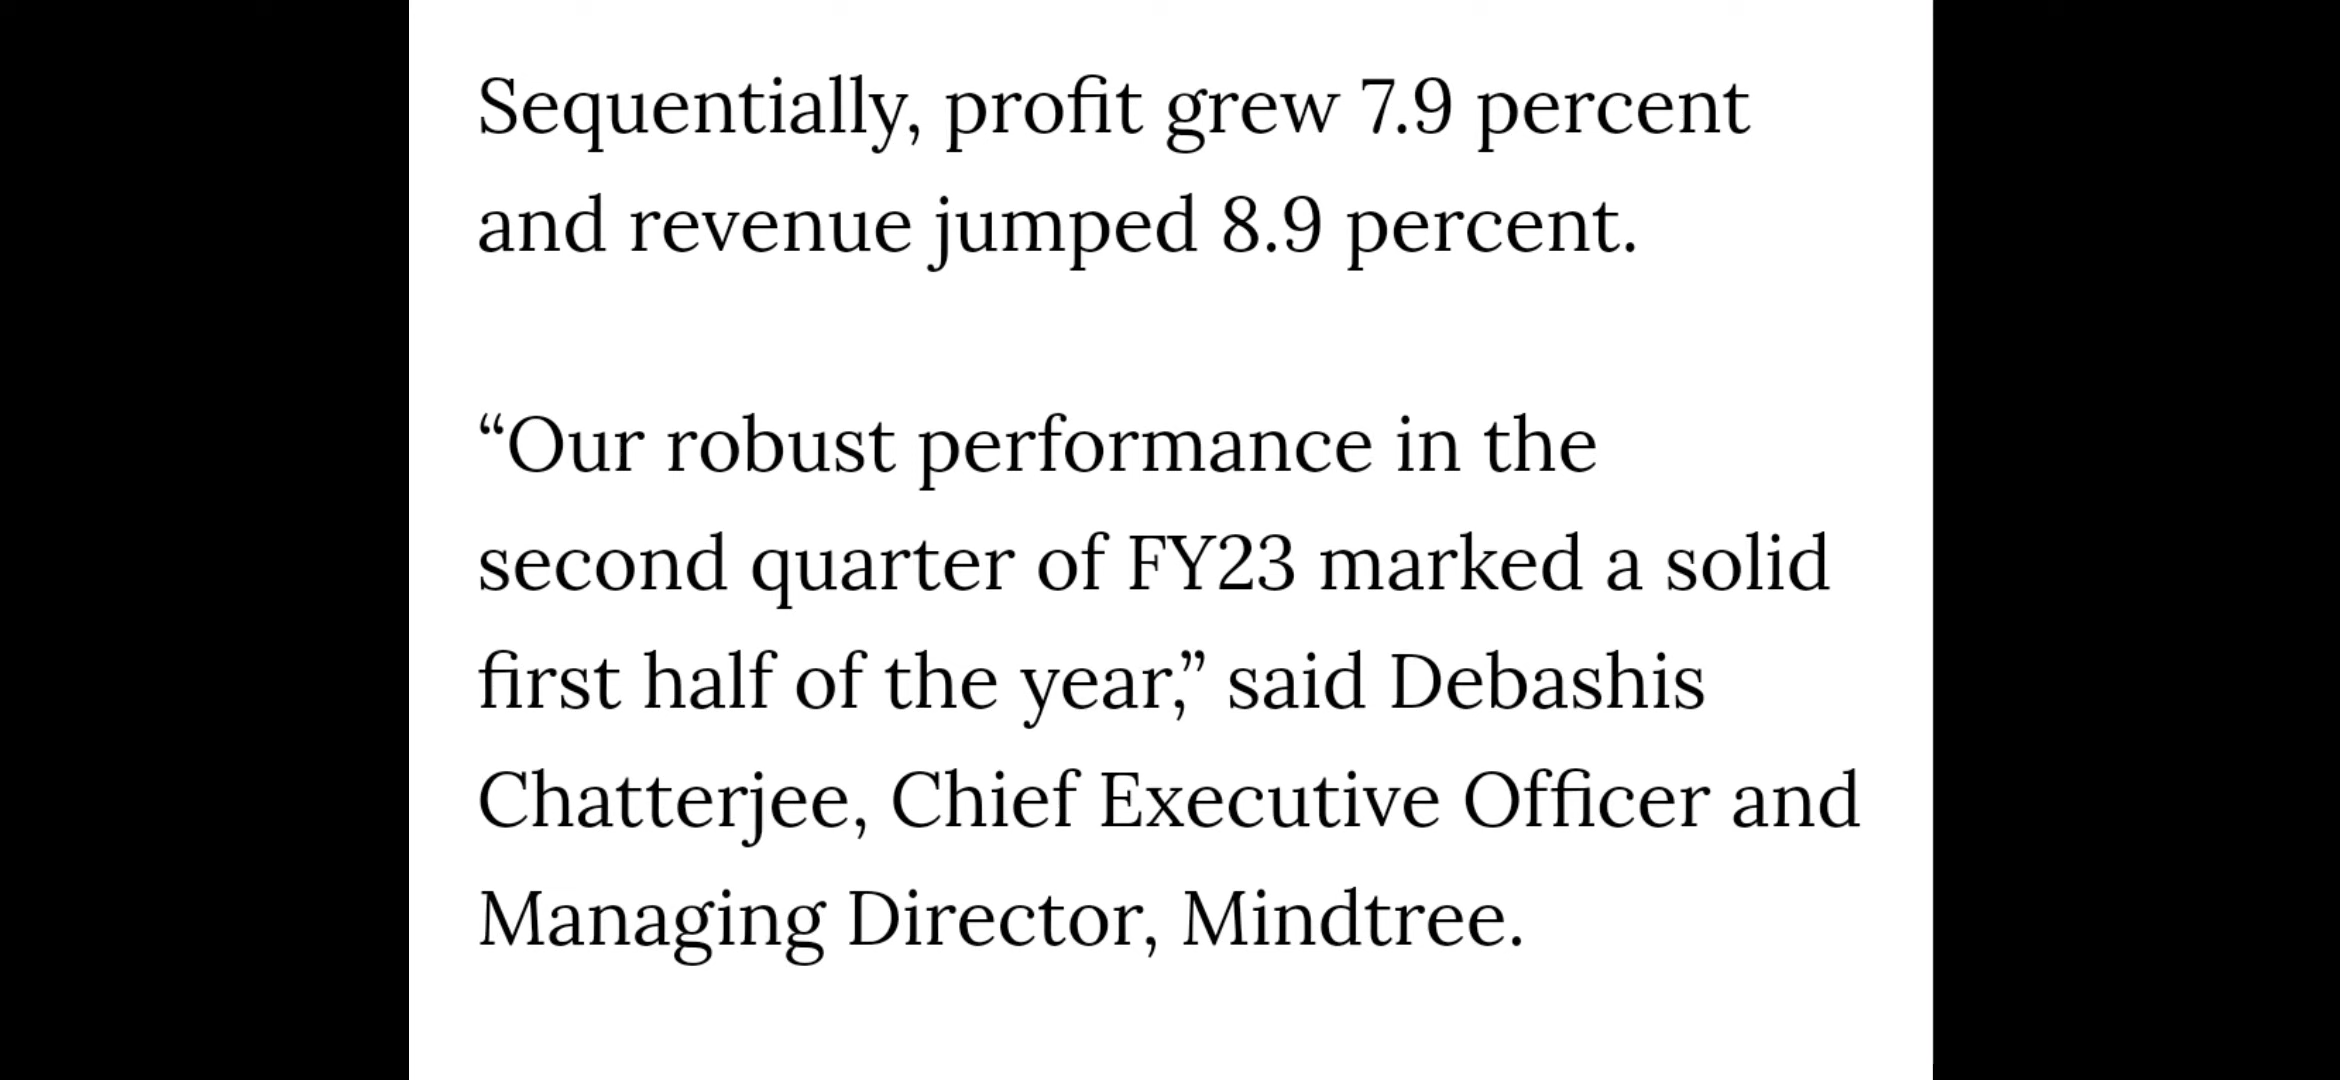 Sequentially, profit grew 7.9 percent
and revenue jumped 8.9 percent.
“Our robust performance in the
second quarter of FY23 marked a solid
first half of the year,” said Debashis
Chatterjee, Chief Executive Officer and
Managing Director, Mindtree.